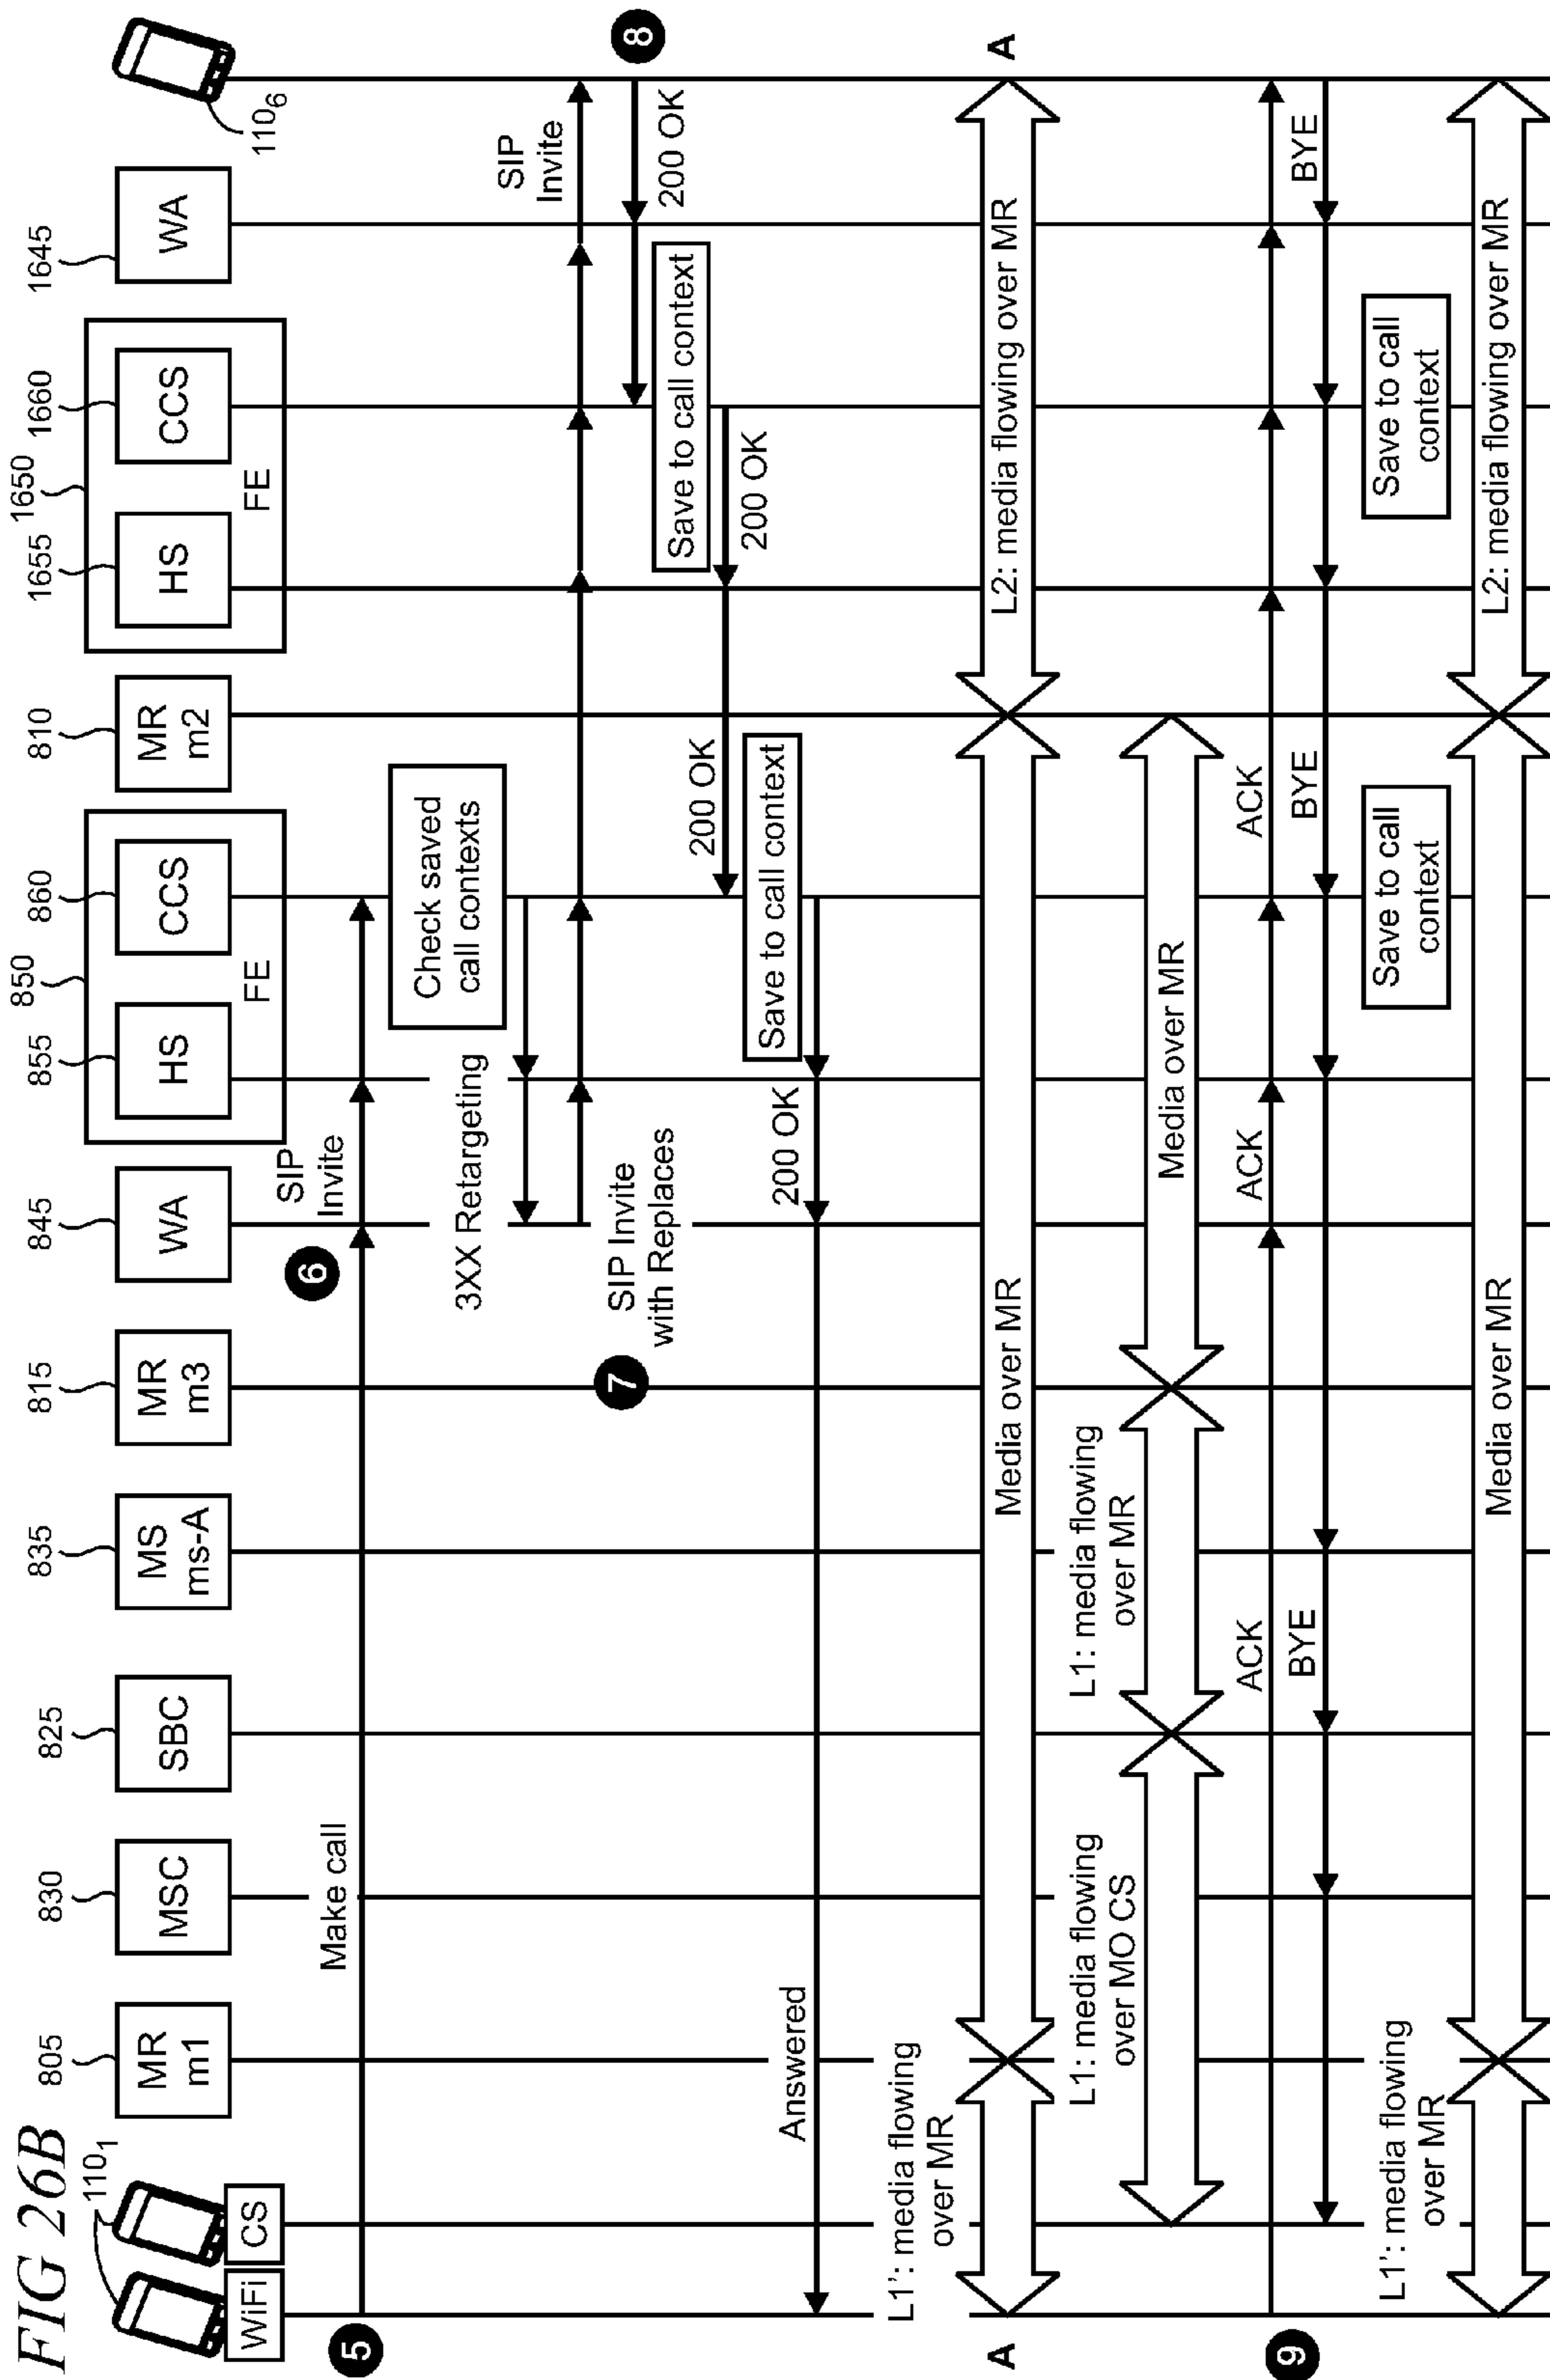 FIG 26B
110₁
WiFi
CS
805
MR
m1
830
MSC
825
SBC
835
MS
ms-A
815
MR
m3
845
WA
850
855
HS
860
CCS
FE
810
MR
m2
1650
1655
HS
1660
CCS
FE
1645
WA
110₆
5
Make call
6
SIP
Invite
Check saved
call contexts
3XX Retargeting
7
SIP Invite
with Replaces
SIP
Invite
8
200 OK
Save to call context
200 OK
200 OK
Save to call context
200 OK
Answered
A
L1': media flowing
over MR
Media over MR
L2: media flowing over MR
A
L1: media flowing
over MO CS
L1: media flowing
over MR
Media over MR
9
ACK
ACK
ACK
BYE
BYE
BYE
Save to call
context
Save to call
context
L1': media flowing
over MR
Media over MR
L2: media flowing over MR